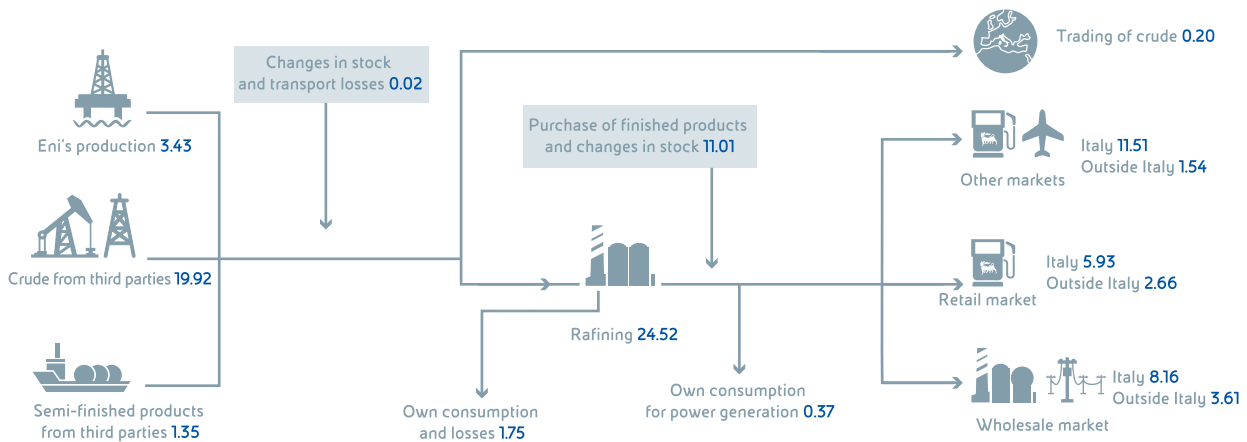 Trading of crude 0.20
Changes in stock
and transport losses 0.02
Purchase of finished products
and changes in stock 11.01
Eni's production 3.43
Italy 11.51
Outside Italy 1.54
Other markets
Crude from third parties 19.92
Italy 5.93
Outside Italy 2.66
Retail market
Rafining 24.52
Semi-finished products
from third parties 1.35
Own consumption
and losses 1.75
Own consumption
for power generation 0.37
Italy 8.16
Outside Italy 3.61
Wholesale market